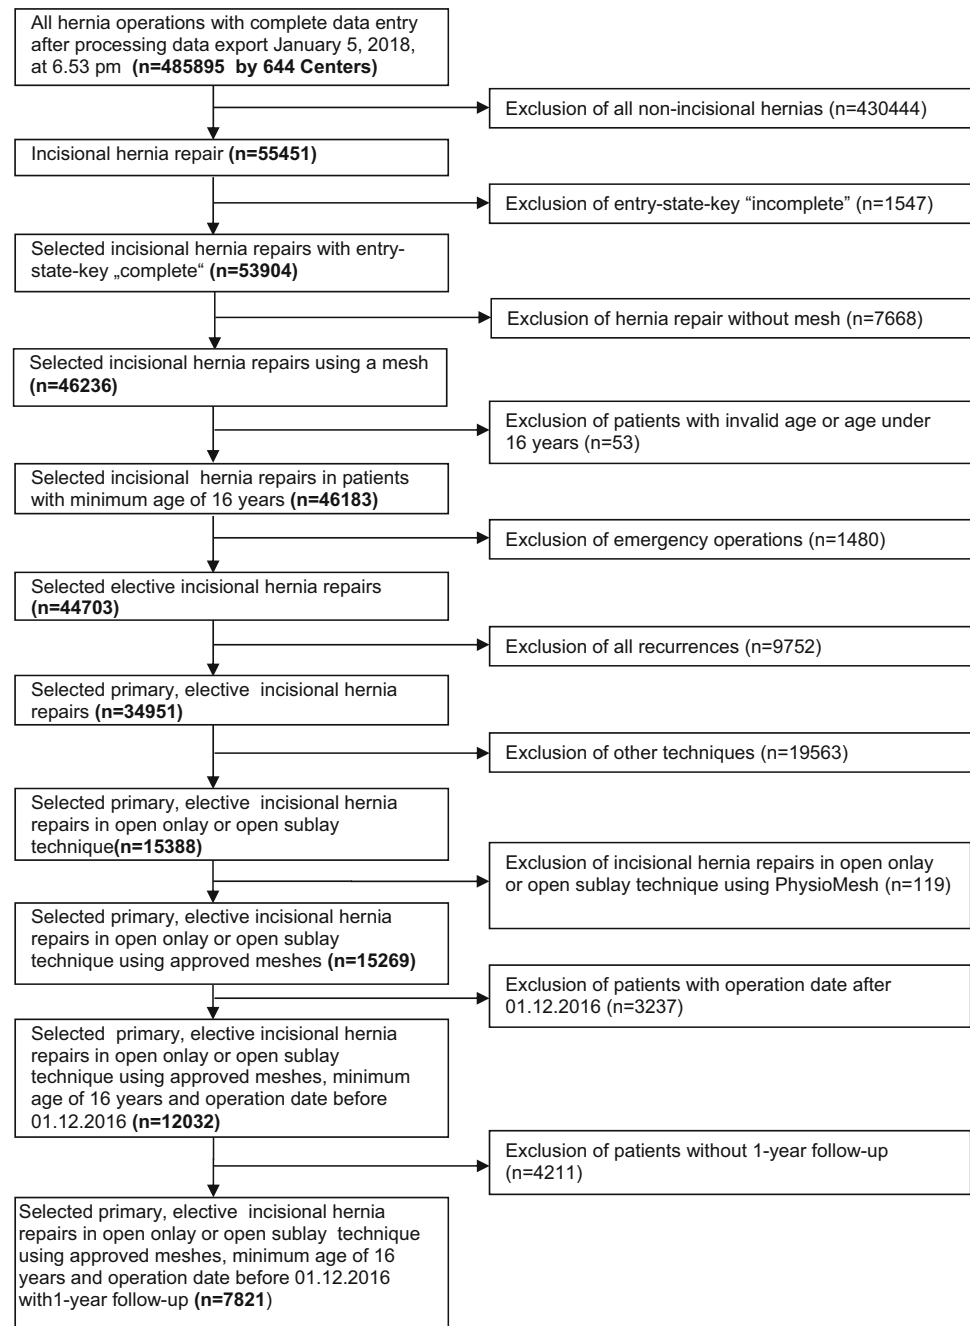 All hernia operations with complete data entry
after processing data export January 5, 2018,
at 6.53 pm (n=485895 by 644 Centers)
Exclusion of all non-incisional hernias (n=430444)
Incisional hernia repair (n=55451)
Exclusion of entry-state-key “incomplete” (n=1547)
Selected incisional hernia repairs with entry-
state-key „complete“ (n=53904)
Exclusion of hernia repair without mesh (n=7668)
Selected incisional hernia repairs using a mesh
(n=46236)
Exclusion of patients with invalid age or age under
16 years (n=53)
Selected incisional hernia repairs in patients
with minimum age of 16 years (n=46183)
Exclusion of emergency operations (n=1480)
Selected elective incisional hernia repairs
(n=44703)
Exclusion of all recurrences (n=9752)
Selected primary, elective incisional hernia
repairs (n=34951)
Exclusion of other techniques (n=19563)
Selected primary, elective incisional hernia
repairs in open onlay or open sublay
technique(n=15388)
Exclusion of incisional hernia repairs in open onlay
or open sublay technique using PhysioMesh (n=119)
Selected primary, elective incisional hernia
repairs in open onlay or open sublay
technique using approved meshes (n=15269)
Exclusion of patients with operation date after
01.12.2016 (n=3237)
Selected primary, elective incisional hernia
repairs in open onlay or open sublay
technique using approved meshes, minimum
age of 16 years and operation date before
01.12.2016 (n=12032)
Exclusion of patients without 1-year follow-up
(n=4211)
Selected primary, elective incisional hernia
repairs in open onlay or open sublay technique
using approved meshes, minimum age of 16
years and operation date before 01.12.2016
with1-year follow-up (n=7821)